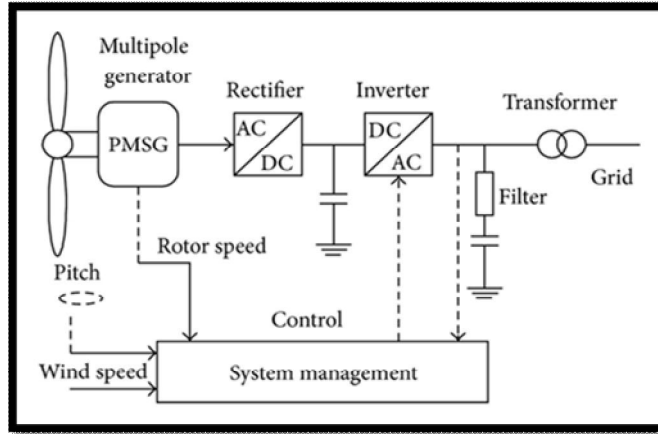 Multipole
generator
Rectifier
Inverter
Transformer
PMSG
AC
DC
DC
AC
Grid
Filter
Rotor speed
Pitch
Control
Wind speed
System management